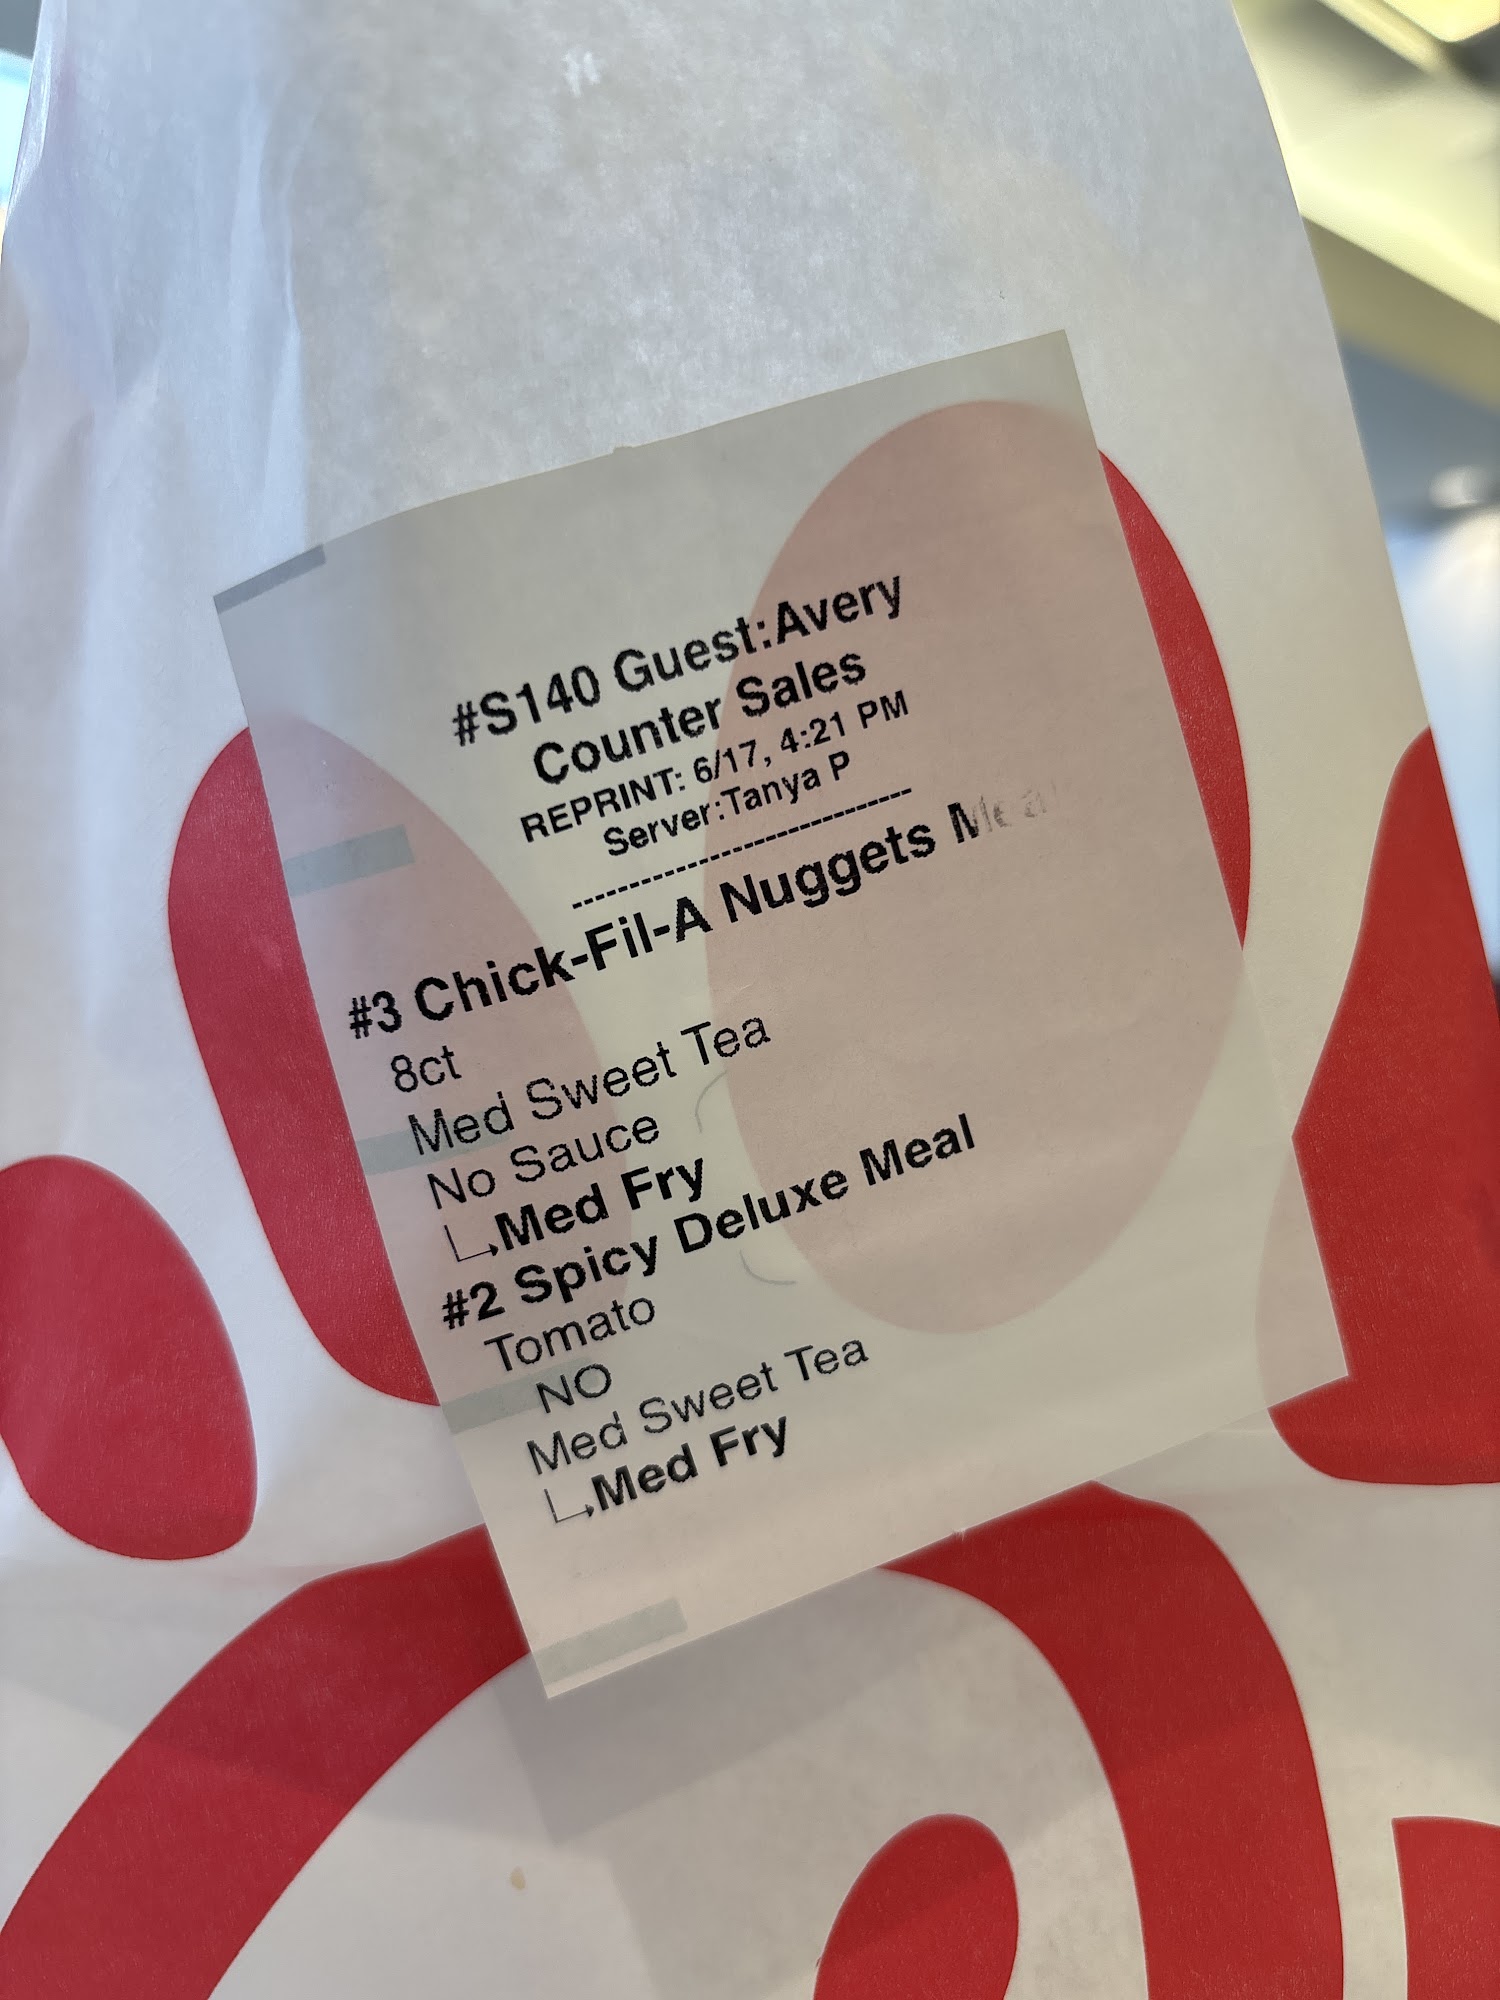 #S140 Guest:Avery
Counter Sales
REPRINT: 6/17, 4:21 PM
Server:Tanya P
--------------------------------
#3 Chick-Fil-A Nuggets Meal
8ct
Med Sweet Tea
No Sauce
↳Med Fry
#2 Spicy Deluxe Meal
Tomato
NO
Med Sweet Tea
↳Med Fry